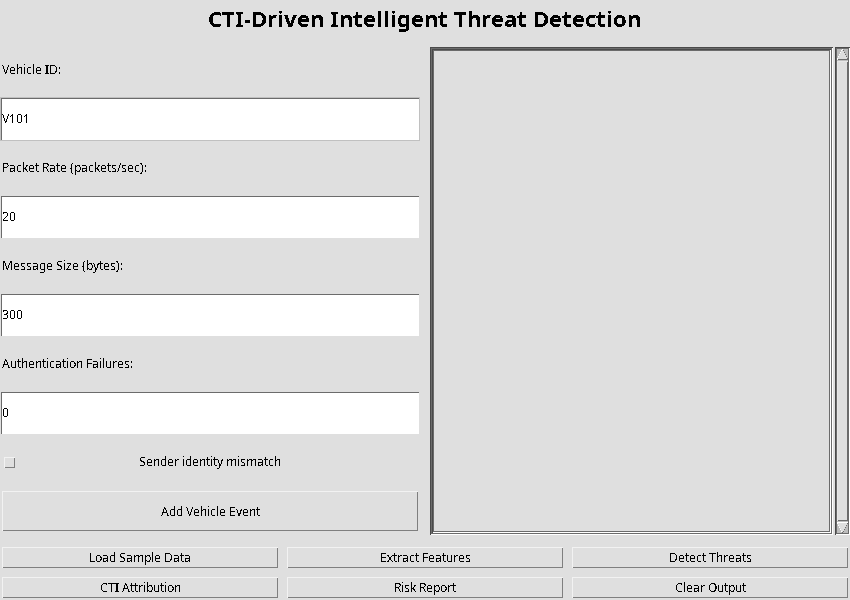 CTI-Driven Intelligent Threat Detection
Vehicle ID:
V101
Packet Rate (packets/sec):
20
Message Size (bytes):
300
Authentication Failures:
0
Sender identity mismatch
Add Vehicle Event
Load Sample Data
Extract Features
Detect Threats
CTI Attribution
Risk Report
Clear Output